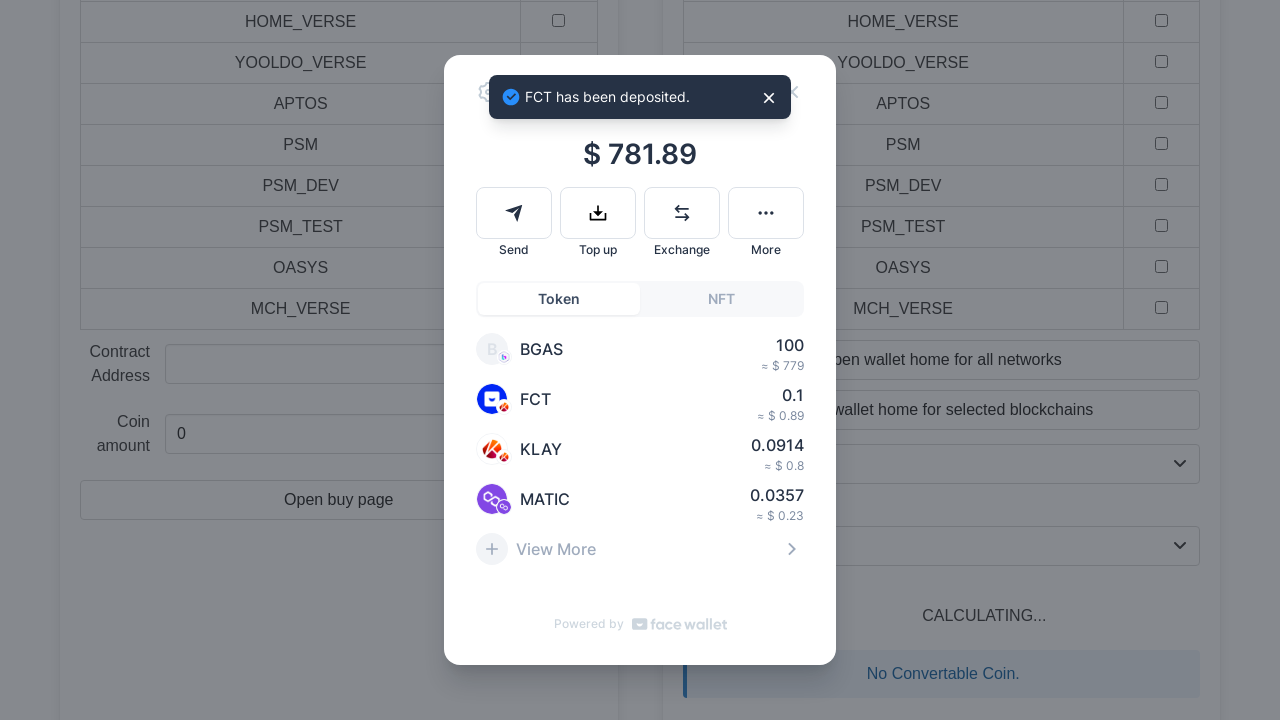 HOME_VERSE
YOOLDO_VERSE
APTOS
PSM
PSM_DEV
PSM_TEST
OASYS
MCH_VERSE
Contract
Address
Coin
amount
0
Open buy page
FCT has been deposited.
$ 781.89
Send
Top up
Exchange
More
Token
NFT
B
BGAS
100
≈ $ 779
FCT
0.1
≈ $ 0.89
KLAY
0.0914
≈ $ 0.8
MATIC
0.0357
≈ $ 0.23
View More
Powered by face wallet
HOME_VERSE
YOOLDO_VERSE
APTOS
PSM
PSM_DEV
PSM_TEST
OASYS
MCH_VERSE
pen wallet home for all networks
wallet home for selected blockchains
CALCULATING...
No Convertable Coin.